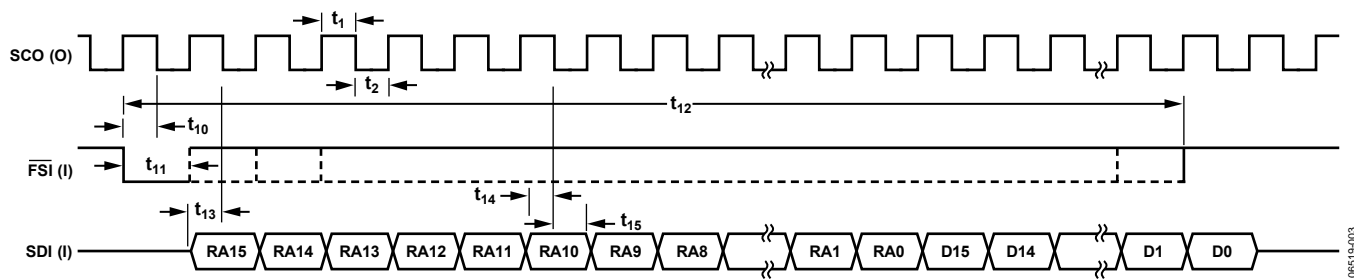 t1
SCO (O)
t2
t12
t10
FSI (I)
t11
t14
t13
t15
SDI (I)
RA15 RA14 RA13 RA12 RA11 RA10 RA9 RA8 RA1 RA0 D15 D14 D1 D0
06519-003